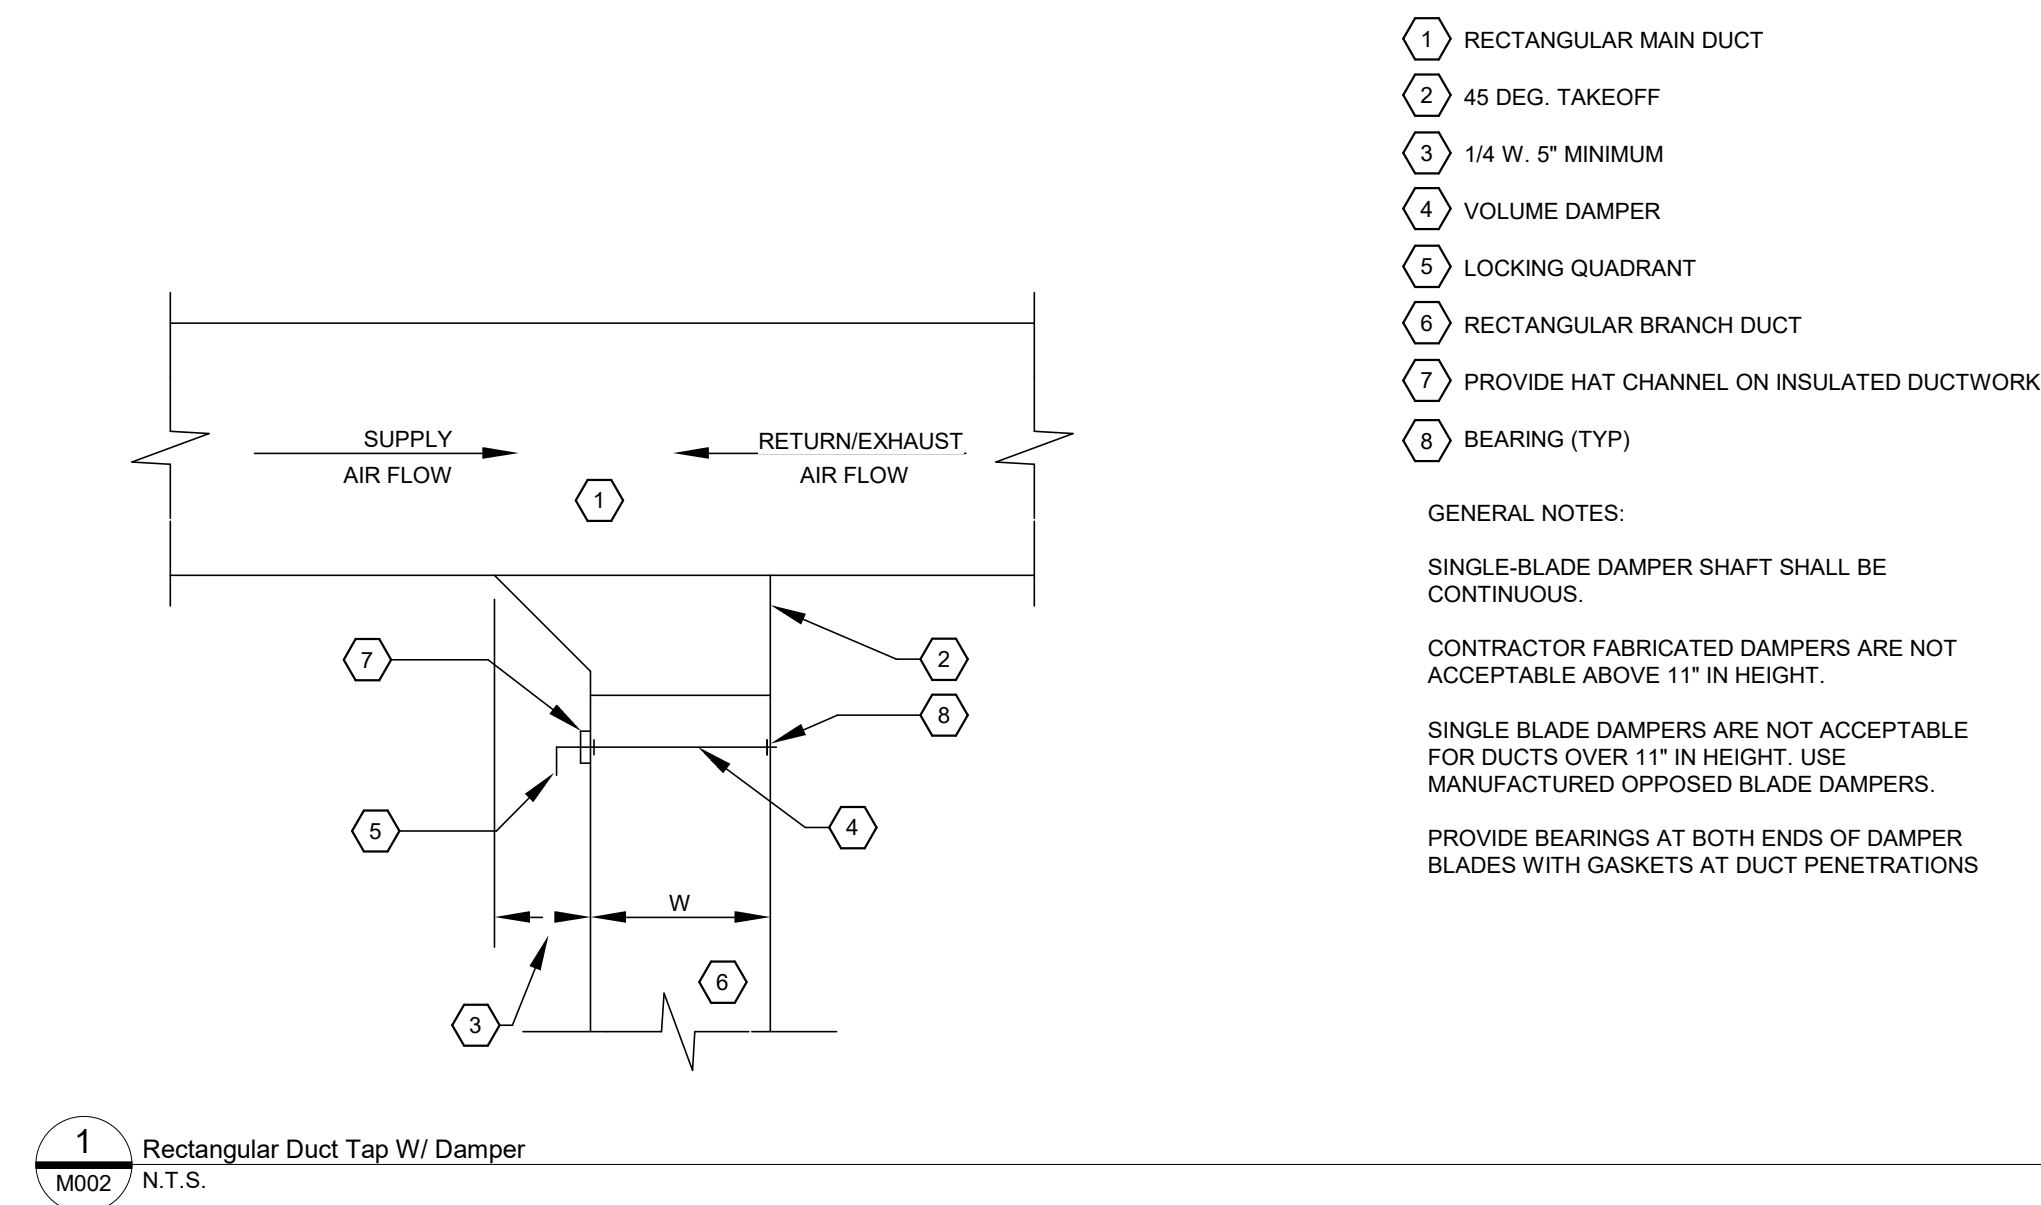 1 RECTANGULAR MAIN DUCT
2 45 DEG. TAKEOFF
3 1/4 W. 5" MINIMUM
4 VOLUME DAMPER
5 LOCKING QUADRANT
6 RECTANGULAR BRANCH DUCT
7 PROVIDE HAT CHANNEL ON INSULATED DUCTWORK
8 BEARING (TYP)
GENERAL NOTES:
SINGLE-BLADE DAMPER SHAFT SHALL BE
CONTINUOUS.
CONTRACTOR FABRICATED DAMPERS ARE NOT
ACCEPTABLE ABOVE 11" IN HEIGHT.
SINGLE BLADE DAMPERS ARE NOT ACCEPTABLE
FOR DUCTS OVER 11" IN HEIGHT. USE
MANUFACTURED OPPOSED BLADE DAMPERS.
PROVIDE BEARINGS AT BOTH ENDS OF DAMPER
BLADES WITH GASKETS AT DUCT PENETRATIONS
SUPPLY
AIR FLOW
RETURN/EXHAUST
AIR FLOW
1
7
2
8
5
4
W
6
3
1
M002
Rectangular Duct Tap W/ Damper
N.T.S.